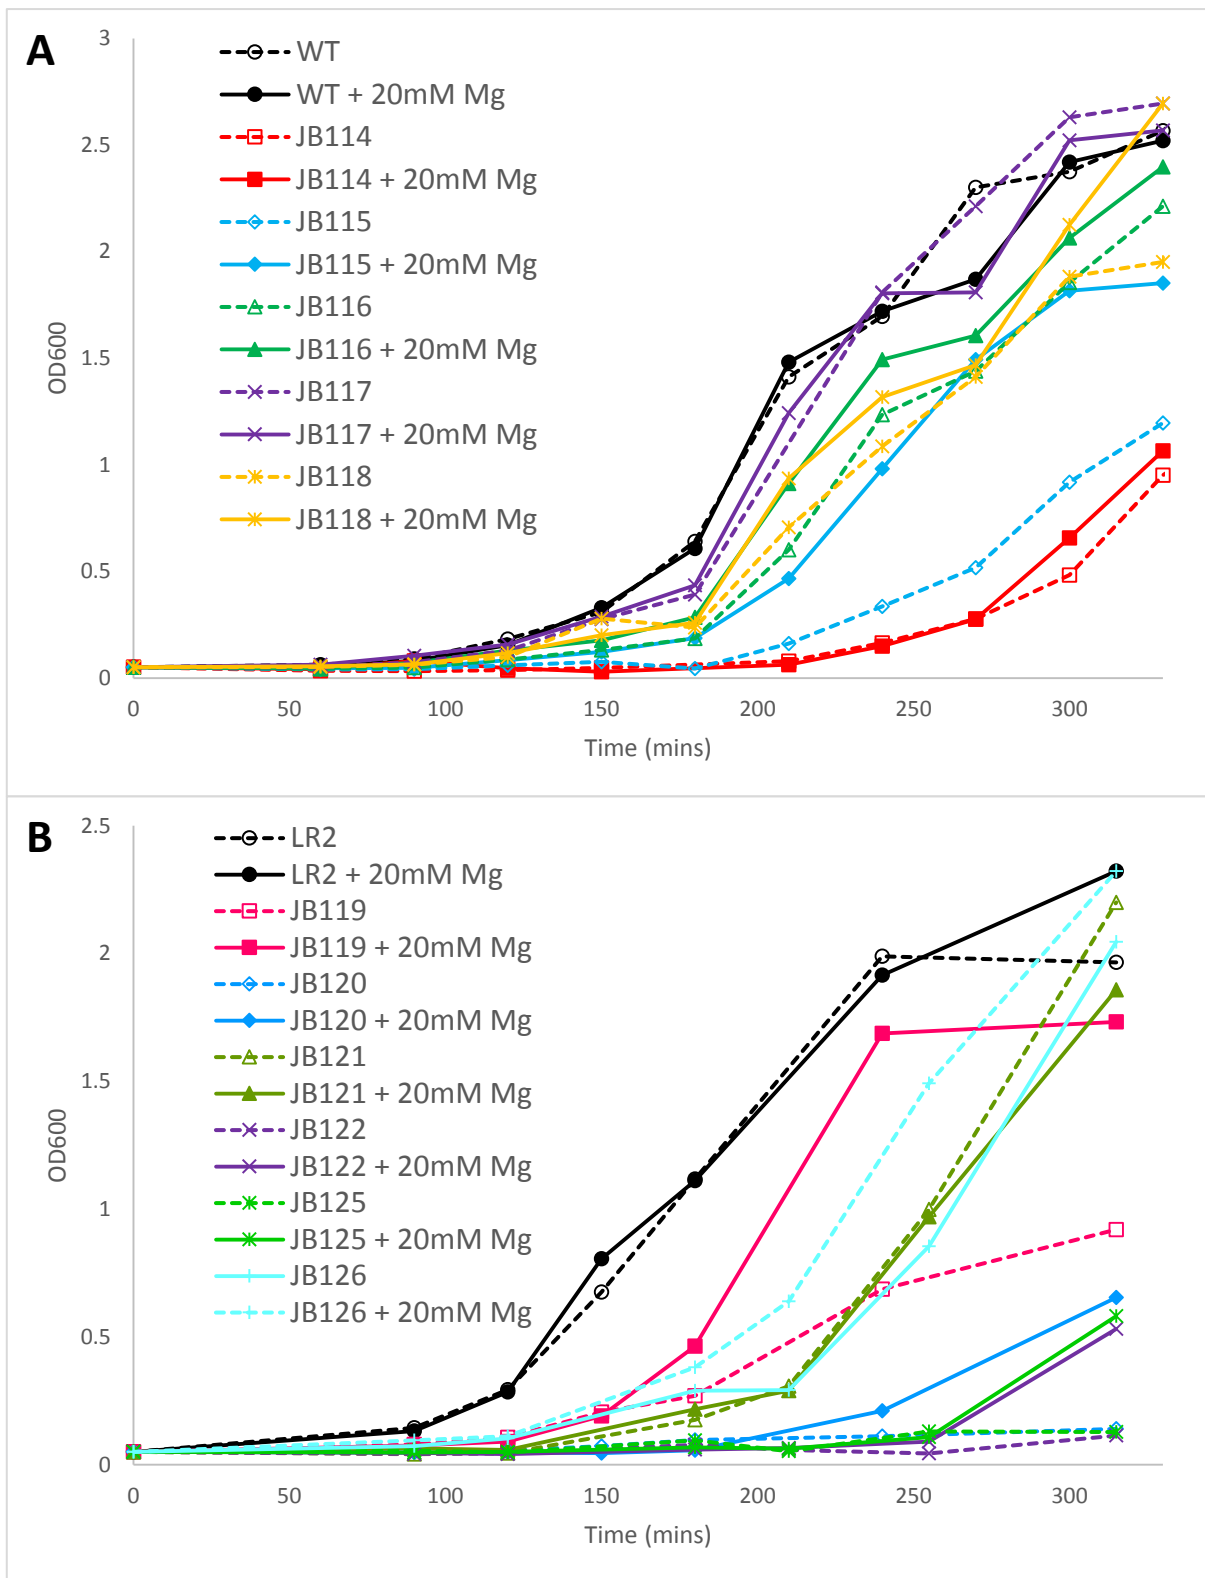 A
3
2.5
2
1.5
1
0.5
0
OD600
WT
WT + 20mM Mg
JB114
JB114 + 20mM Mg
JB115
JB115 + 20mM Mg
JB116
JB116 + 20mM Mg
JB117
JB117 + 20mM Mg
JB118
JB118 + 20mM Mg
0 50 100 150 200 250 300
Time (mins)
B
2.5
2
1.5
1
0.5
0
OD600
LR2
LR2 + 20mM Mg
JB119
JB119 + 20mM Mg
JB120
JB120 + 20mM Mg
JB121
JB121 + 20mM Mg
JB122
JB122 + 20mM Mg
JB125
JB125 + 20mM Mg
JB126
JB126 + 20mM Mg
0 50 100 150 200 250 300
Time (mins)